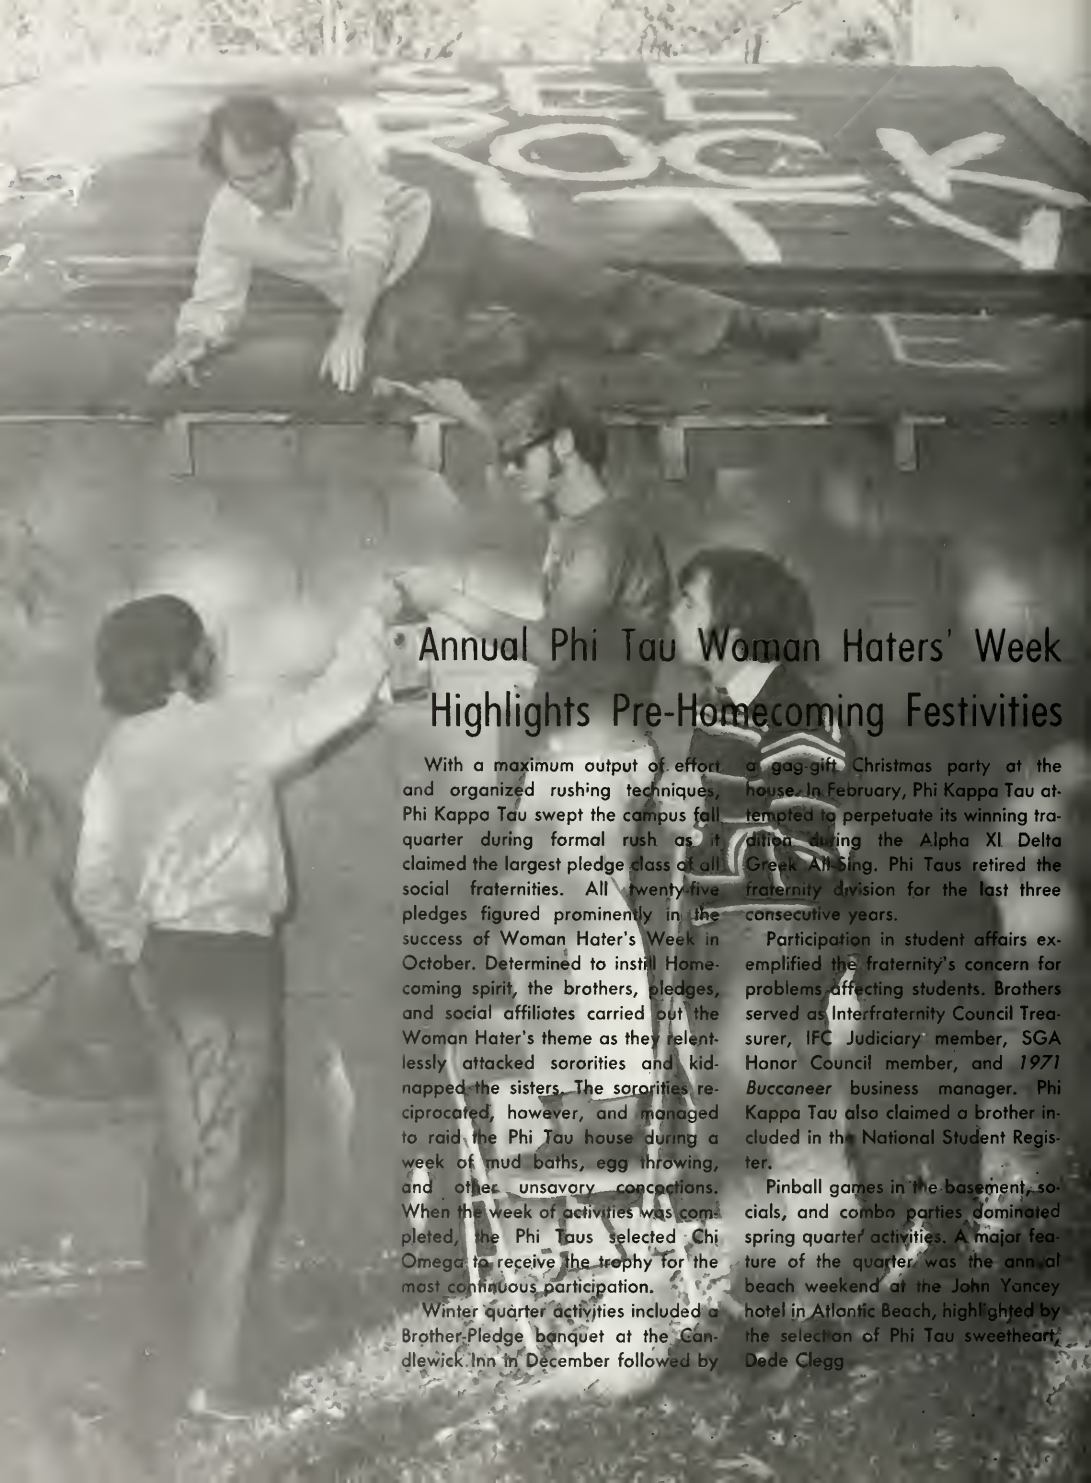 SEE
ROCK
CITY
E
Annual Phi Tau Woman Haters' Week
Highlights Pre-Homecoming Festivities
With a maximum output of effort
and organized rushing techniques,
Phi Kappa Tau swept the campus fall
quarter during formal rush as it
claimed the largest pledge class of all
social fraternities. All twenty-five
pledges figured prominently in the
success of Woman Hater's Week in
October. Determined to instill Home-
coming spirit, the brothers, pledges,
and social affiliates carried out the
Woman Hater's theme as they relent-
lessly attacked sororities and kid-
napped the sisters. The sororities re-
ciprocated, however, and managed
to raid the Phi Tau house during a
week of mud baths, egg throwing,
and other unsavory concoctions.
When the week of activities was com-
pleted, the Phi Taus selected Chi
Omega to receive the trophy for the
most continuous participation.
Winter quarter activities included a
Brother-Pledge banquet at the Can-
dlewick Inn in December followed by
a gag-gift Christmas party at the
house. In February, Phi Kappa Tau at-
tempted to perpetuate its winning tra-
dition during the Alpha XI Delta
Greek All-Sing. Phi Taus retired the
fraternity division for the last three
consecutive years.
Participation in student affairs ex-
emplified the fraternity's concern for
problems affecting students. Brothers
served as Interfraternity Council Trea-
surer, IFC Judiciary member, SGA
Honor Council member, and 1971
Buccaneer business manager. Phi
Kappa Tau also claimed a brother in-
cluded in the National Student Regis-
ter.
Pinball games in the basement, so-
cials, and combo parties dominated
spring quarter activities. A major fea-
ture of the quarter was the annual
beach weekend at the John Yancey
hotel in Atlantic Beach, highlighted by
the selection of Phi Tau sweetheart,
Dede Clegg